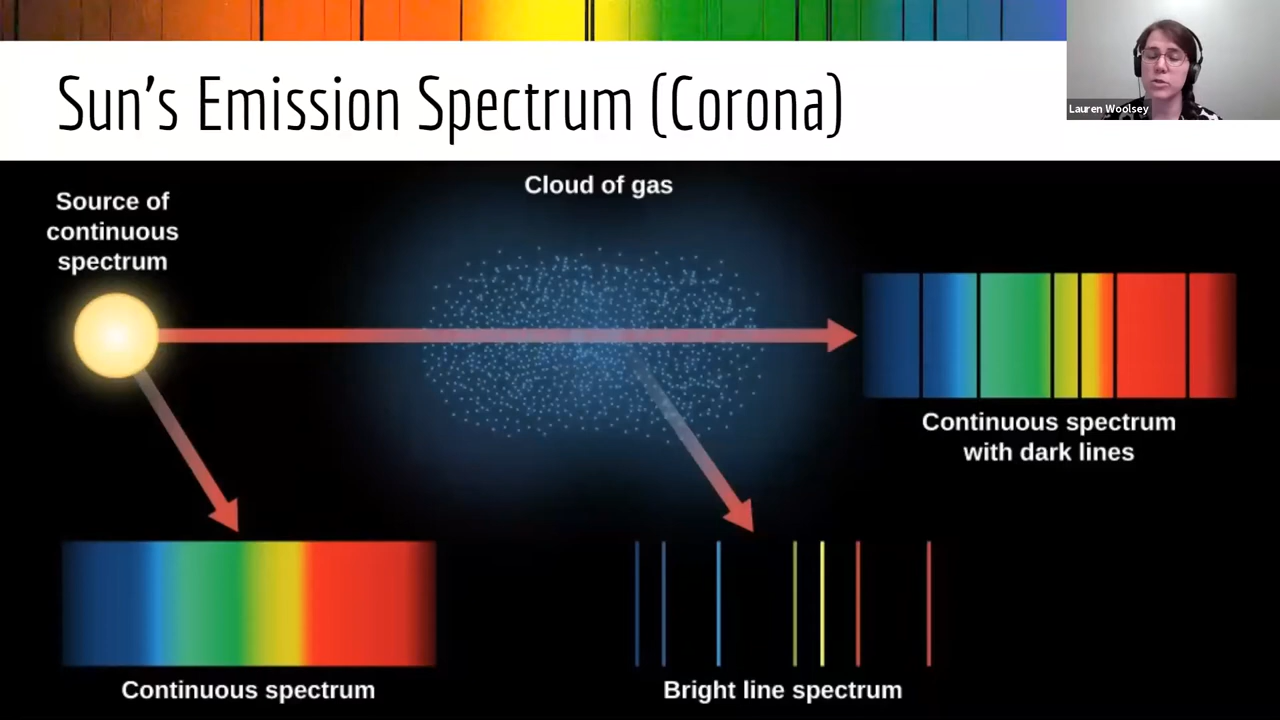 Sun's Emission Spectrum (Corona)
Lauren Woolsey
Source of
continuous
spectrum
Cloud of gas
Continuous spectrum
with dark lines
Continuous spectrum
Bright line spectrum